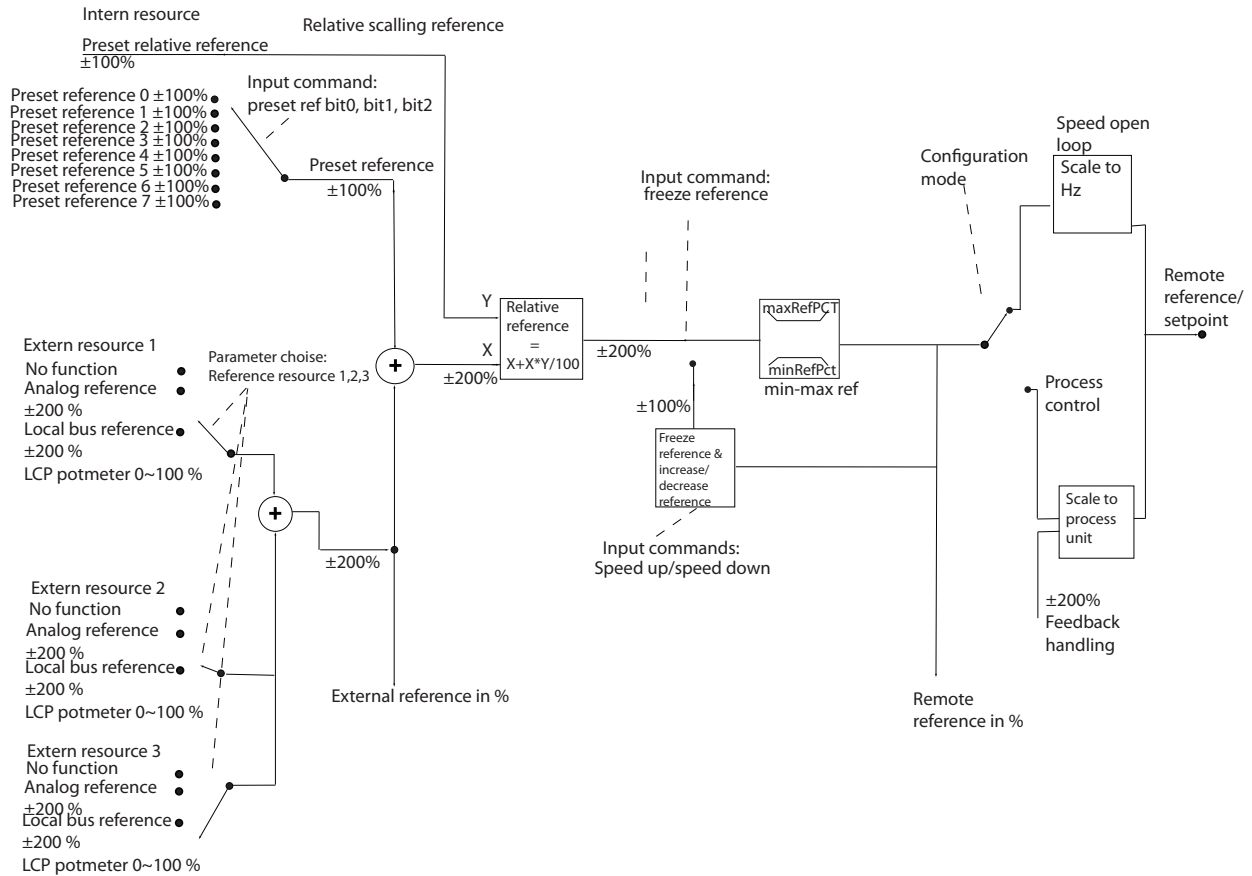 Intern resource
Relative scalling reference
Preset relative reference
±100%
Input command:
preset ref bit0, bit1, bit2
Preset reference 0 ±100%
Preset reference 1 ±100%
Preset reference 2 ±100%
Preset reference 3 ±100%
Preset reference 4 ±100%
Preset reference 5 ±100%
Preset reference 6 ±100%
Preset reference 7 ±100%
Preset reference
±100%
Input command:
freeze reference
Configuration
mode
Speed open
loop
Scale to
Hz
Remote
reference/
setpoint
Y
X
Relative
reference
=
X+X*Y/100
±200%
±200%
maxRefPCT
minRefPct
min-max ref
Extern resource 1
No function
Analog reference
±200 %
Local bus reference
±200 %
LCP potmeter 0~100 %
Parameter choise:
Reference resource 1,2,3
+
+
±200%
±100%
Freeze
reference &
increase/
decrease
reference
Input commands:
Speed up/speed down
Process
control
Scale to
process
unit
±200%
Feedback
handling
Extern resource 2
No function
Analog reference
±200 %
Local bus reference
±200 %
LCP potmeter 0~100 %
External reference in %
Remote
reference in %
Extern resource 3
No function
Analog reference
±200 %
Local bus reference
±200 %
LCP potmeter 0~100 %